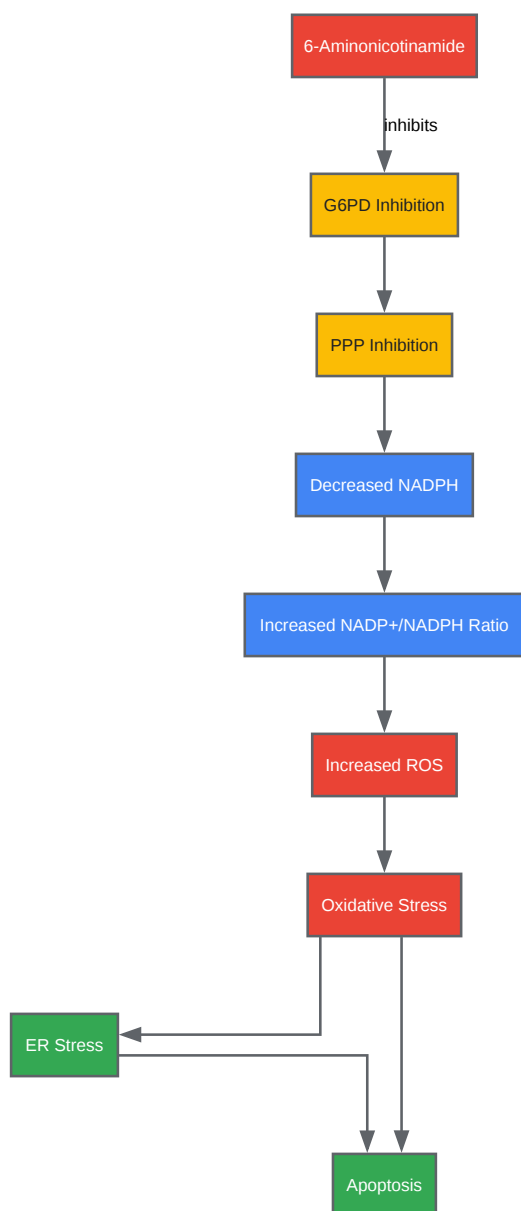 6-Aminonicotinamide
inhibits
G6PD Inhibition
PPP Inhibition
Decreased NADPH
Increased NADP+/NADPH Ratio
Increased ROS
Oxidative Stress
ER Stress
Apoptosis